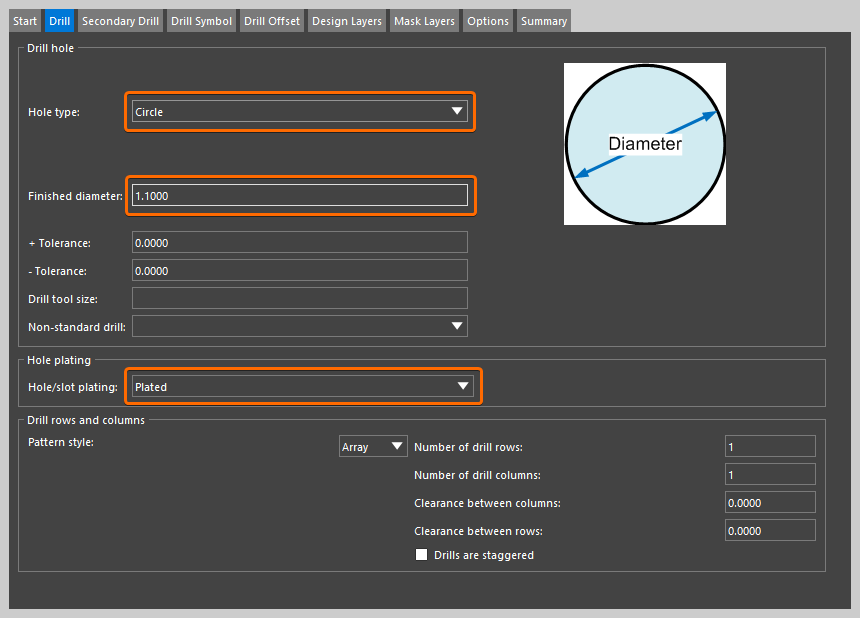 Start Drill Secondary Drill Drill Symbol Drill Offset Design Layers Mask Layers Options Summary
Drill hole
Hole type: Circle
Diameter
Finished diameter: 1.1000
+ Tolerance: 0.0000
- Tolerance: 0.0000
Drill tool size:
Non-standard drill:
Hole plating
Hole/slot plating: Plated
Drill rows and columns
Pattern style: Array Number of drill rows: 1
Number of drill columns: 1
Clearance between columns: 0.0000
Clearance between rows: 0.0000
Drills are staggered